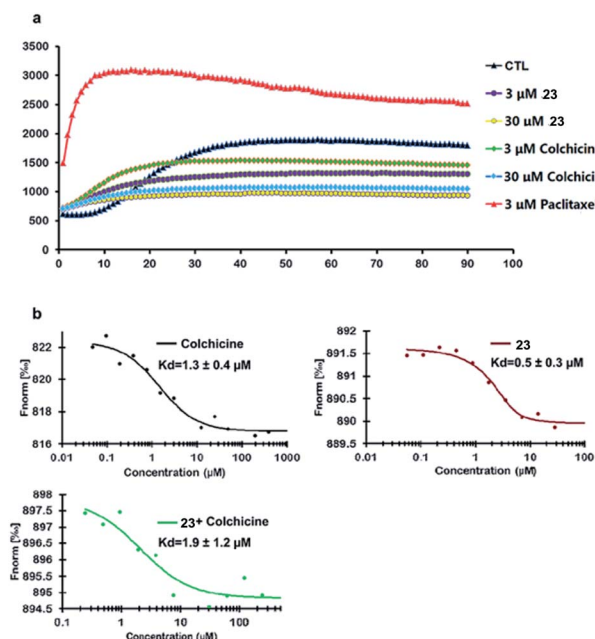 a
3500
3000
2500
2000
1500
1000
500
0
0 10 20 30 40 50 60 70 80 90 100
CTL
3 µM 23
30 µM 23
3 µM Colchicin
30 µM Colchici
3 µM Paclitaxe
b
822
820
818
816
0.01 0.1 1 10 100 1000
Fnorm [‰]
Concentration (µM)
Colchicine
Kd=1.3 ± 0.4 µM
892
891.5
891
890.5
890
889.5
0.01 0.1 1 10 100
Fnorm [‰]
Concentration (µM)
23
Kd=0.5 ± 0.3 µM
898
897.5
897
896.5
896
895.5
895
894.5
0.1 1 10 100
Fnorm [‰]
Concentration (µM)
23+ Colchicine
Kd=1.9 ± 1.2 µM